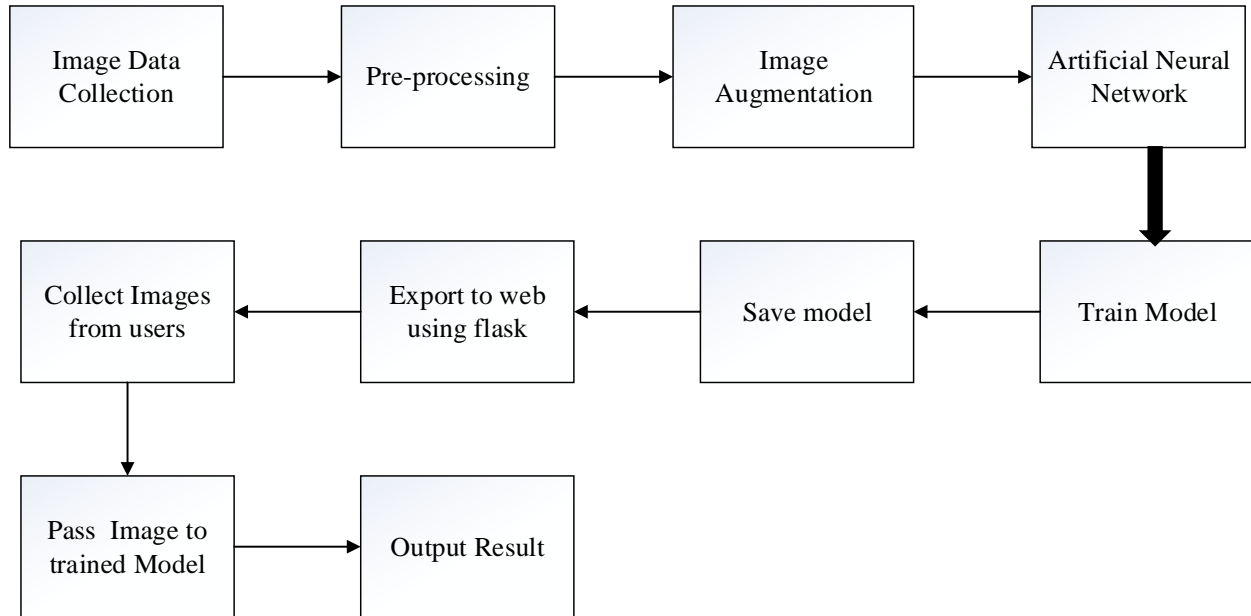 Image Data
Collection
Pre-processing
Image
Augmentation
Artificial Neural
Network
Train Model
Save model
Export to web
using flask
Collect Images
from users
Pass  Image to
trained Model
Output Result